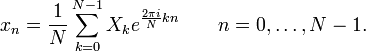 x_n = \frac{1}{N} \sum_{k=0}^{N-1} X_k e^{\frac{2\pi i}{N} kn} \qquad n = 0, \dots, N-1.